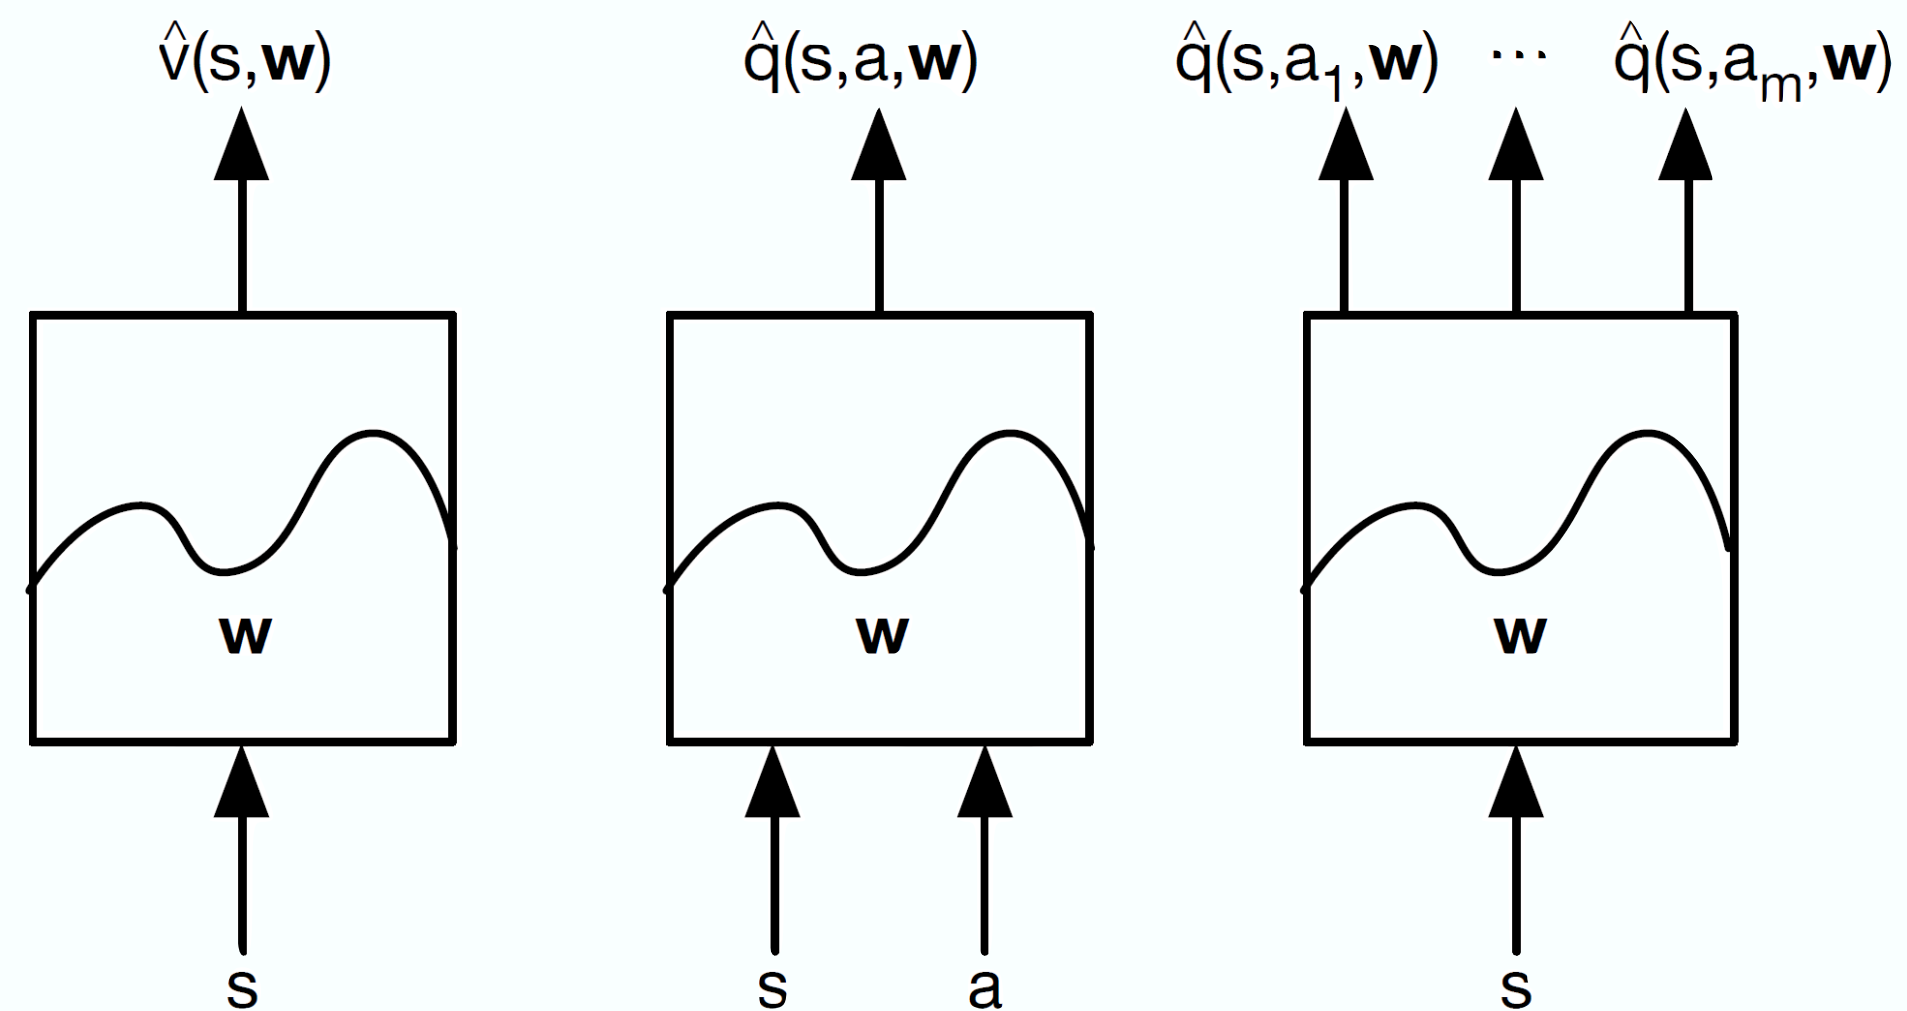 v̂(s,w) q̂(s,a,w) q̂(s,a₁,w) ··· q̂(s,aₘ,w)
w w w
s s a s